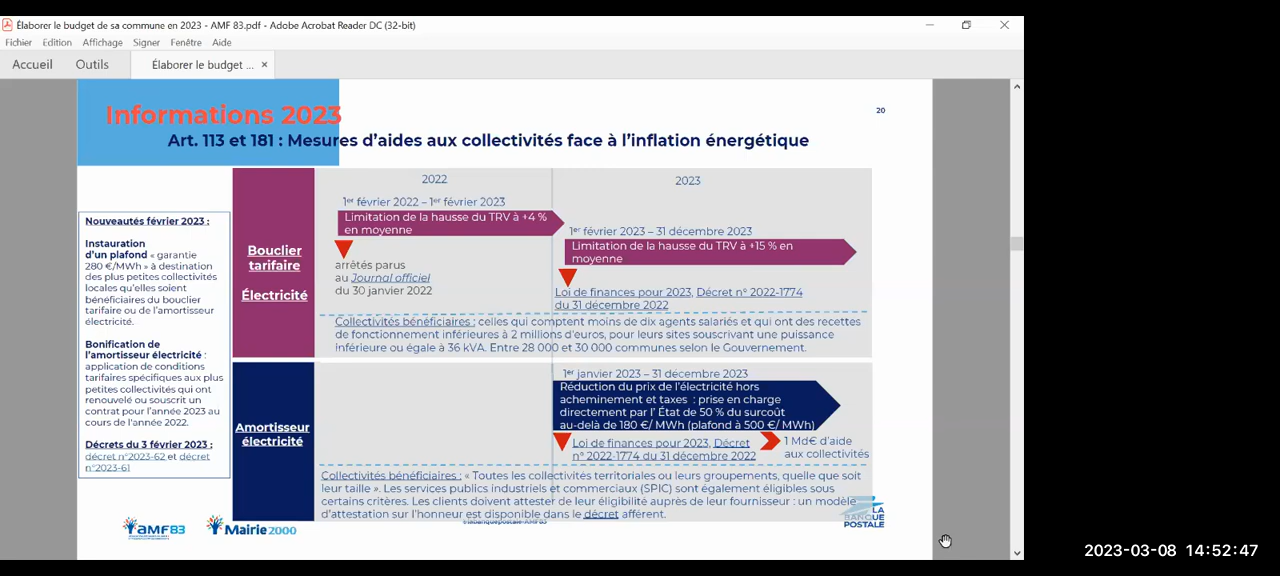 Élaborer le budget de sa commune en 2023 - AMF 83.pdf - Adobe Acrobat Reader DC (32-bit)
Fichier Edition Affichage Signer Fenêtre Aide
Accueil Outils Élaborer le budget ... ×
Informations 2023
20
Art. 113 et 181 : Mesures d'aides aux collectivités face à l'inflation énergétique
Nouveautés février 2023 :
Instauration
d'un plafond « garantie
280 €/MWh » à destination
des plus petites collectivités
locales qu'elles soient
bénéficiaires du bouclier
tarifaire ou de l'amortisseur
électricité.
Bonification de
l'amortisseur électricité :
application de conditions
tarifaires spécifiques aux plus
petites collectivités qui ont
renouvelé ou souscrit un
contrat pour l'année 2023 au
cours de l'année 2022.
Décrets du 3 février 2023 :
décret n°2023-62 et décret
n°2023-61
Bouclier
tarifaire
Électricité
2022
2023
1er février 2022 – 1er février 2023
Limitation de la hausse du TRV à +4 %
en moyenne
arrêtés parus
au Journal officiel
du 30 janvier 2022
1er février 2023 – 31 décembre 2023
Limitation de la hausse du TRV à +15 % en
moyenne
Loi de finances pour 2023, Décret n° 2022-1774
du 31 décembre 2022
Collectivités bénéficiaires : celles qui comptent moins de dix agents salariés et qui ont des recettes
de fonctionnement inférieures à 2 millions d'euros, pour leurs sites souscrivant une puissance
inférieure ou égale à 36 kVA. Entre 28 000 et 30 000 communes selon le Gouvernement.
Amortisseur
électricité
1er janvier 2023 – 31 décembre 2023
Réduction du prix de l'électricité hors
acheminement et taxes : prise en charge
directement par l' État de 50 % du surcoût
au-delà de 180 €/ MWh (plafond à 500 €/ MWh)
Loi de finances pour 2023, Décret
n° 2022-1774 du 31 décembre 2022
1 Md€ d'aide
aux collectivités
Collectivités bénéficiaires : « Toutes les collectivités territoriales ou leurs groupements, quelle que soit
leur taille ». Les services publics industriels et commerciaux (SPIC) sont également éligibles sous
certains critères. Les clients doivent attester de leur éligibilité auprès de leur fournisseur : un modèle
d'attestation sur l'honneur est disponible dans le décret afférent.
AMF83
Mairie2000
LA
BANQUE
POSTALE
2023-03-08 14:52:47